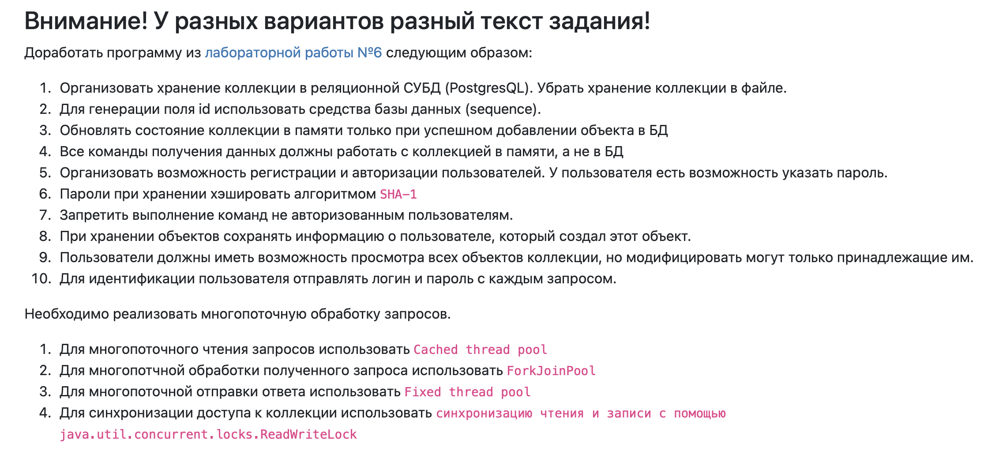 Внимание! У разных вариантов разный текст задания!
Доработать программу из лабораторной работы №6 следующим образом:
1. Организовать хранение коллекции в реляционной СУБД (PostgresQL). Убрать хранение коллекции в файле.
2. Для генерации поля id использовать средства базы данных (sequence).
3. Обновлять состояние коллекции в памяти только при успешном добавлении объекта в БД
4. Все команды получения данных должны работать с коллекцией в памяти, а не в БД
5. Организовать возможность регистрации и авторизации пользователей. У пользователя есть возможность указать пароль.
6. Пароли при хранении хэшировать алгоритмом SHA-1
7. Запретить выполнение команд не авторизованным пользователям.
8. При хранении объектов сохранять информацию о пользователе, который создал этот объект.
9. Пользователи должны иметь возможность просмотра всех объектов коллекции, но модифицировать могут только принадлежащие им.
10. Для идентификации пользователя отправлять логин и пароль с каждым запросом.
Необходимо реализовать многопоточную обработку запросов.
1. Для многопоточного чтения запросов использовать Cached thread pool
2. Для многопотчной обработки полученного запроса использовать ForkJoinPool
3. Для многопоточной отправки ответа использовать Fixed thread pool
4. Для синхронизации доступа к коллекции использовать синхронизацию чтения и записи с помощью
java.util.concurrent.locks.ReadWriteLock